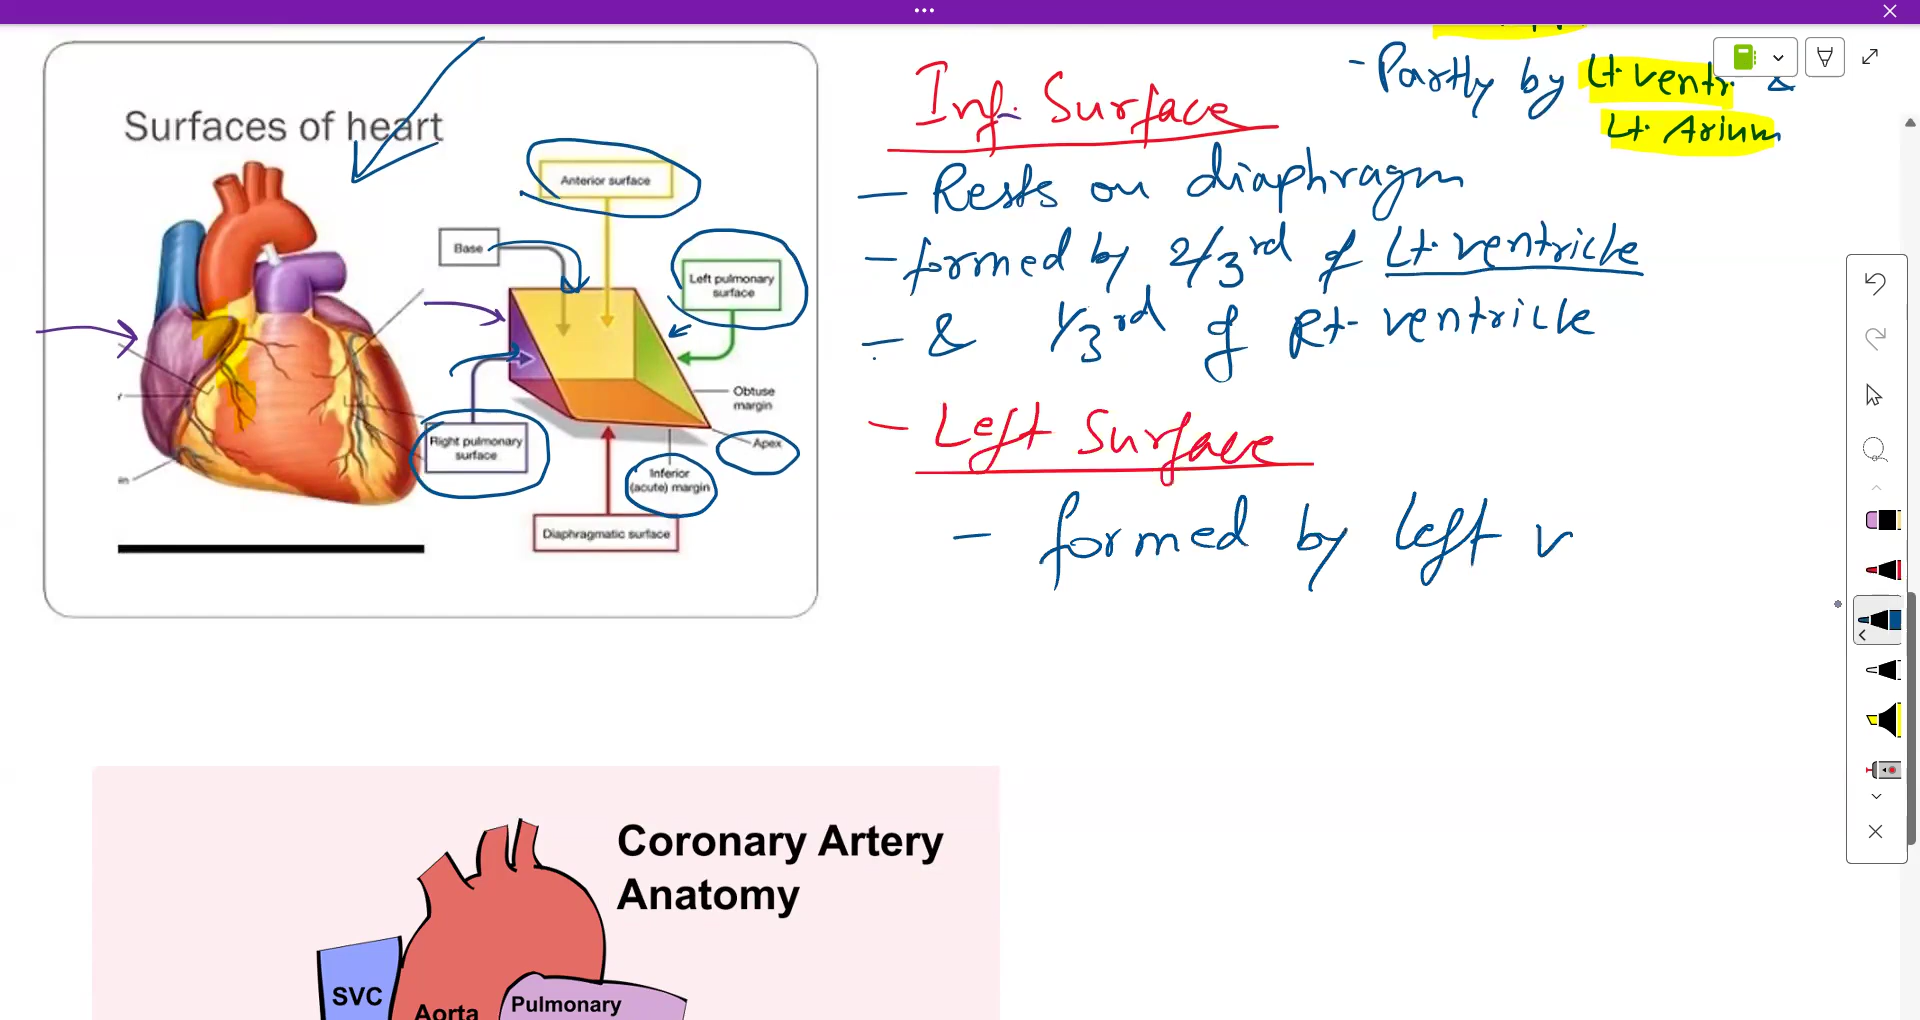 Surfaces of heart
Anterior surface
Base
Left pulmonary
surface
Obtuse
margin
Right pulmonary
surface
Apex
Inferior
(acute) margin
Diaphragmatic surface
in
- Partly by Lt. ventr. &
Lt. Arium
Inf. Surface
- Rests on diaphragm
- formed by 2/3rd of Lt. ventricle
- & 1/3rd of Rt- ventricle
- Left Surface
- formed by left v
Coronary Artery
Anatomy
SVC
Aorta
Pulmonary